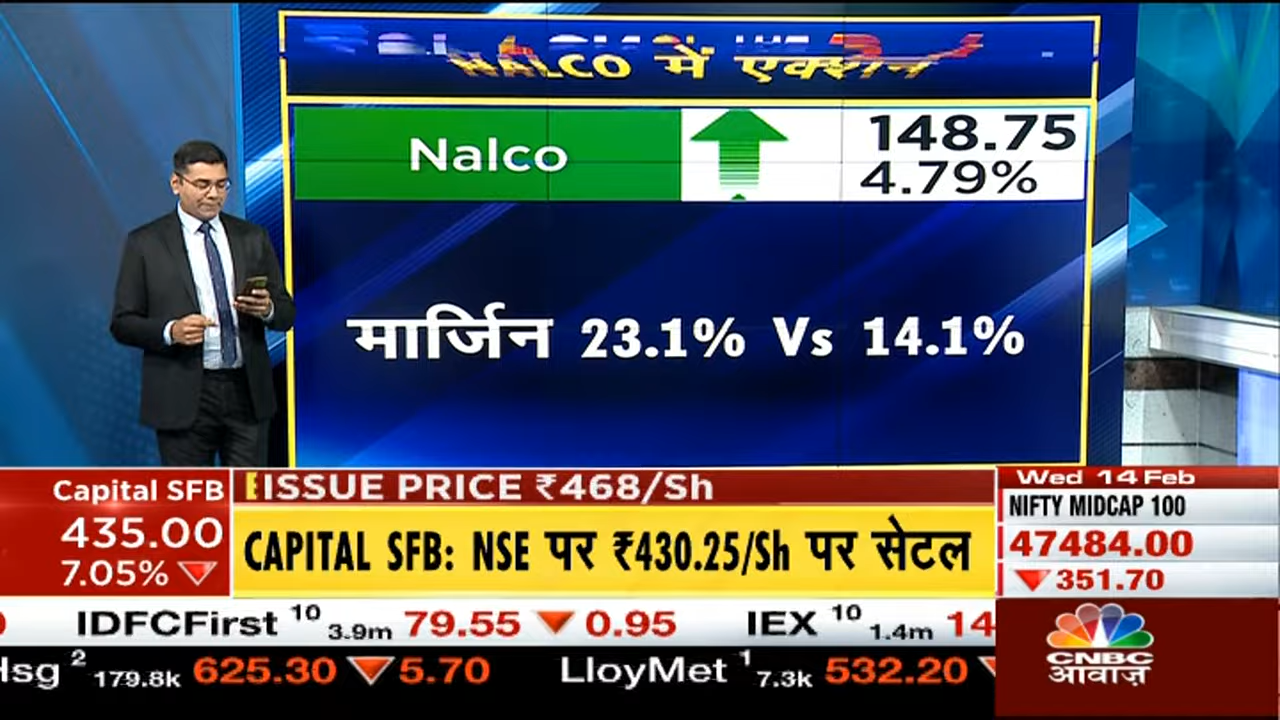 NALCO में एक्शन
Nalco
148.75
4.79%
मार्जिन 23.1% Vs 14.1%
Capital SFB
435.00
7.05%
ISSUE PRICE ₹468/Sh
CAPITAL SFB: NSE पर ₹430.25/Sh पर सेटल
Wed 14 Feb
NIFTY MIDCAP 100
47484.00
351.70
IDFCFirst 10 3.9m 79.55 0.95 IEX 10 1.4m 14
Hsg 2 179.8k 625.30 5.70 LloyMet 1 7.3k 532.20
CNBC
आवाज़